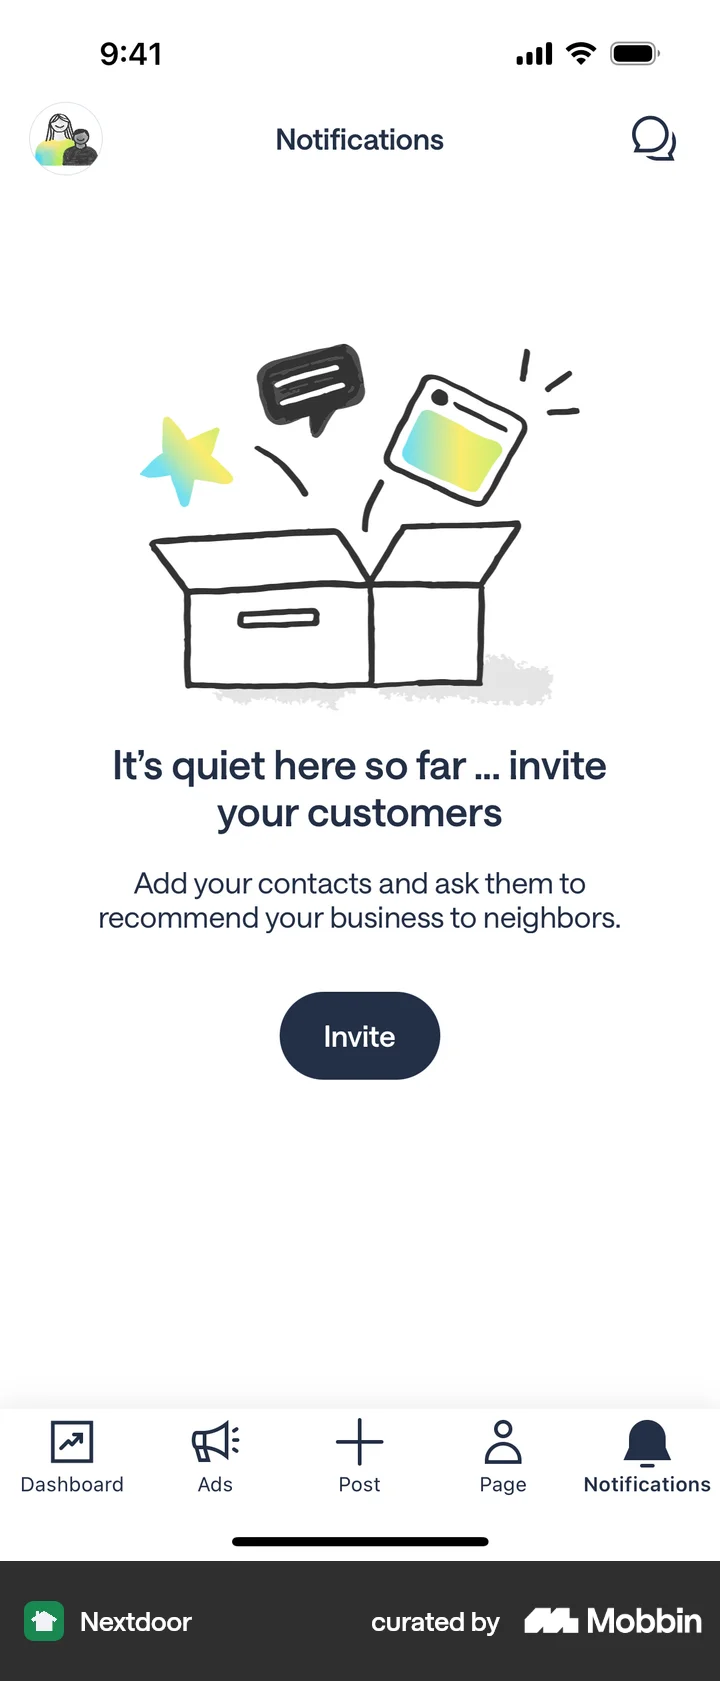 9:41
Notifications
It’s quiet here so far ... invite
your customers
Add your contacts and ask them to
recommend your business to neighbors.
Invite
Dashboard
Ads
Post
Page
Notifications
Nextdoor
curated by
Mobbin